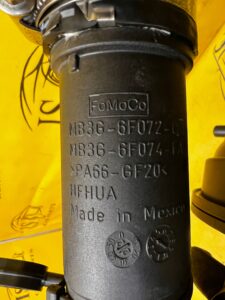 FoMoCo
MB3G-6F072-
MB3G-6F074-
>PA66-GF20<
HFHUA
Made in Mexico